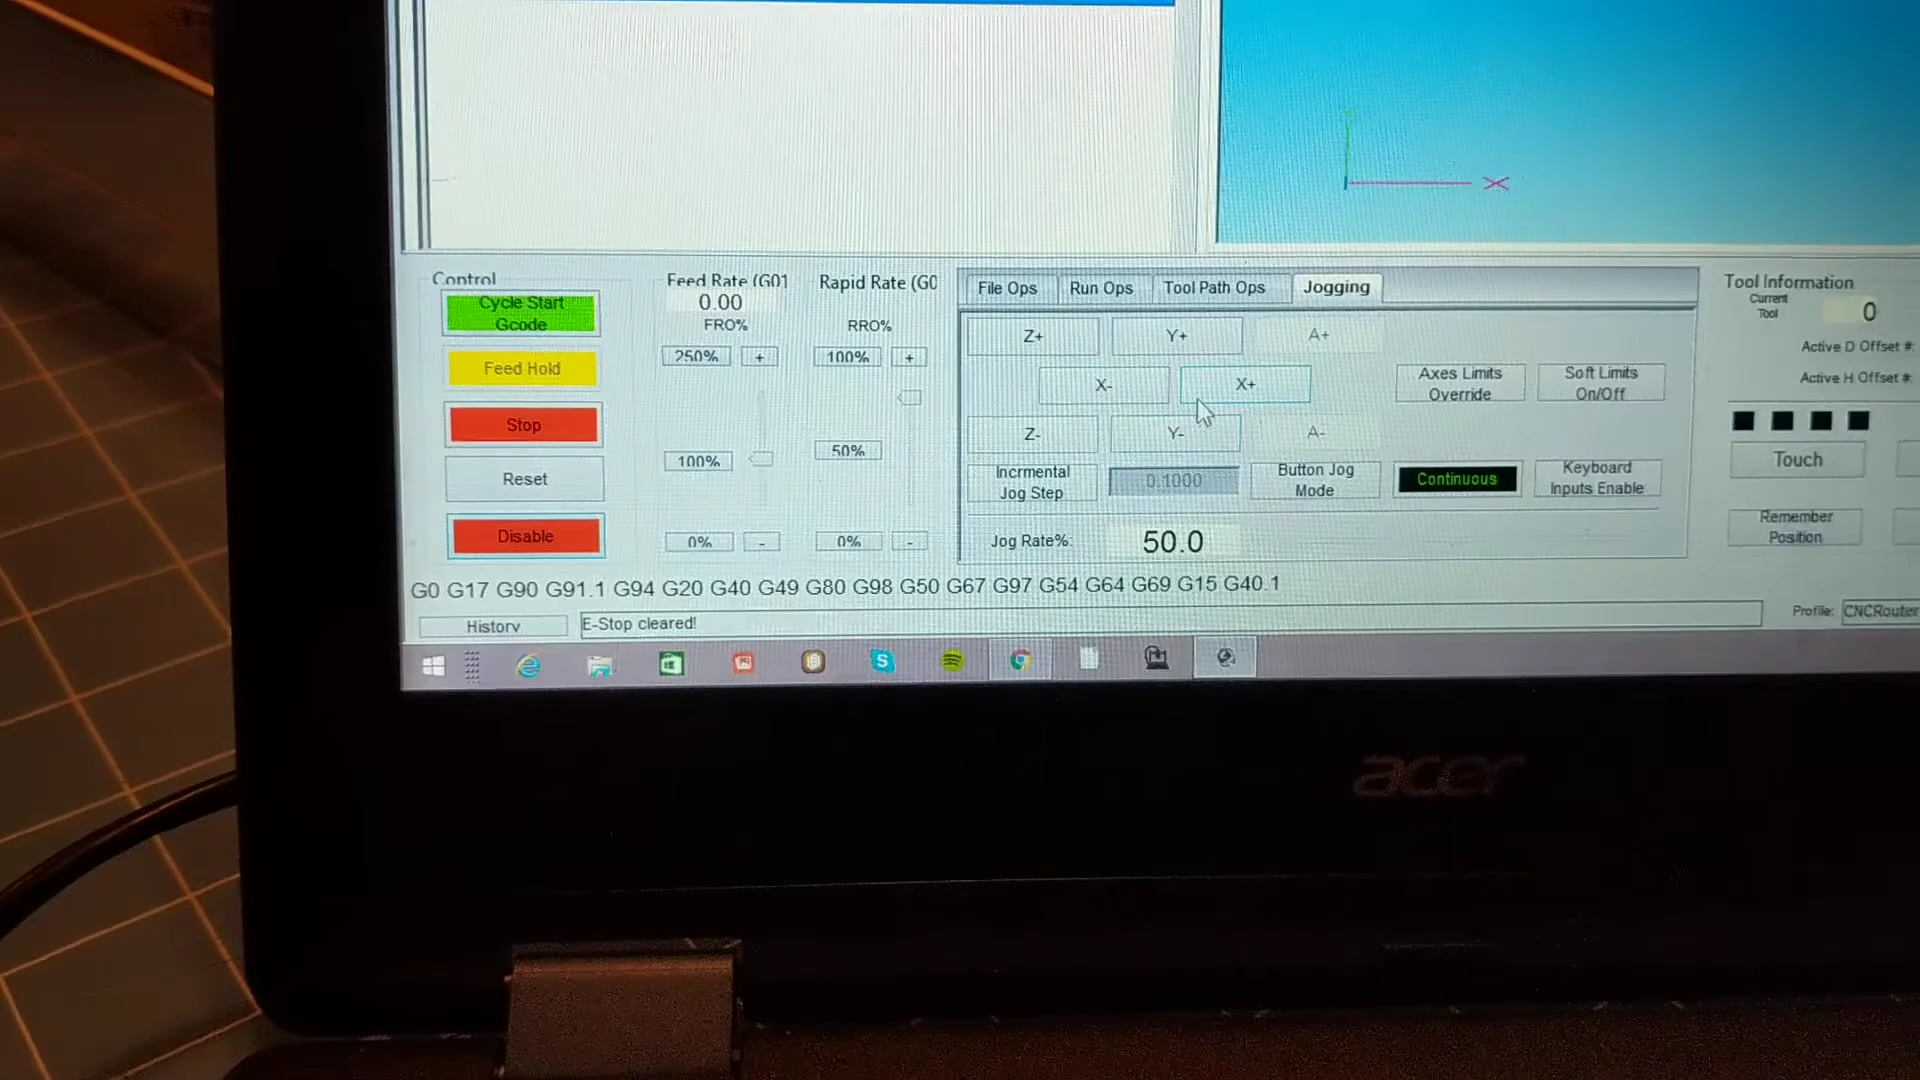 Control
Cycle Start
Gcode
Feed Hold
Stop
Reset
Disable
Feed Rate (G01
0.00
FRO%
250%
+
100%
0%
-
Rapid Rate (G0
RRO%
100%
+
50%
0%
-
File Ops
Run Ops
Tool Path Ops
Jogging
Z+
Y+
A+
X-
X+
Z-
Y-
A-
Axes Limits
Override
Soft Limits
On/Off
Incrmental
Jog Step
0.1000
Button Jog
Mode
Continuous
Keyboard
Inputs Enable
Jog Rate%:
50.0
Tool Information
Current
Tool
0
Active D Offset #:
Active H Offset #:
Touch
Remember
Position
G0 G17 G90 G91.1 G94 G20 G40 G49 G80 G98 G50 G67 G97 G54 G64 G69 G15 G40.1
History
E-Stop cleared!
Profile:
CNCRouter
acer